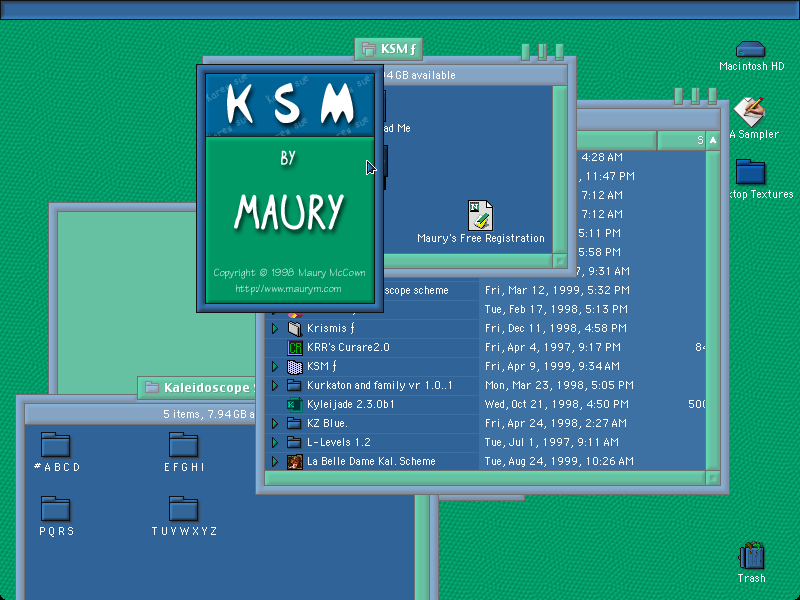 KSM ƒ
94 GB available
ad Me
Maury's Free Registration
karen sue
KSM
karen sue
BY
MAURY
Copyright © 1998 Maury McCown
http://www.maurym.com
Macintosh HD
A Sampler
ktop Textures
Trash
S
4:28 AM
, 11:47 PM
7:12 AM
7:12 AM
5:11 PM
5:58 PM
7, 9:31 AM
scope scheme Fri, Mar 12, 1999, 5:32 PM
Tue, Feb 17, 1998, 5:13 PM
Krismis ƒ Fri, Dec 11, 1998, 4:58 PM
KRR's Curare2.0 Fri, Apr 4, 1997, 9:17 PM 84
KSM ƒ Fri, Apr 9, 1999, 9:34 AM
Kurkaton and family vr 1.0..1 Mon, Mar 23, 1998, 5:05 PM
Kyleijade 2.3.0b1 Wed, Oct 21, 1998, 4:50 PM 500
KZ Blue. Fri, Apr 24, 1998, 2:27 AM
L-Levels 1.2 Tue, Jul 1, 1997, 9:11 AM
La Belle Dame Kal. Scheme Tue, Aug 24, 1999, 10:26 AM
Kaleidoscope S
5 items, 7.94 GB a
#ABCD
EFGHI
PQRS
TUYWXYZ